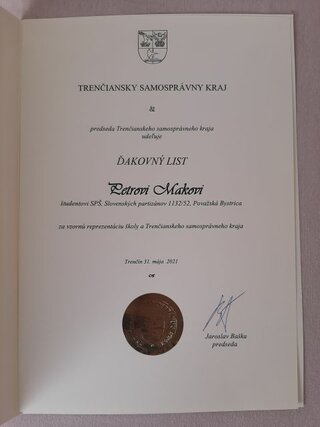 TRENČIANSKY SAMOSPRÁVNY KRAJ
predseda Trenčianskeho samosprávneho kraja
udeľuje
ĎAKOVNÝ LIST
Petrovi Makovi
študentovi SPŠ, Slovenských partizánov 1132/52, Považská Bystrica
za vzornú reprezentáciu školy a Trenčianskeho samosprávneho kraja
Trenčín 31. mája 2021
Jaroslav Baška
predseda